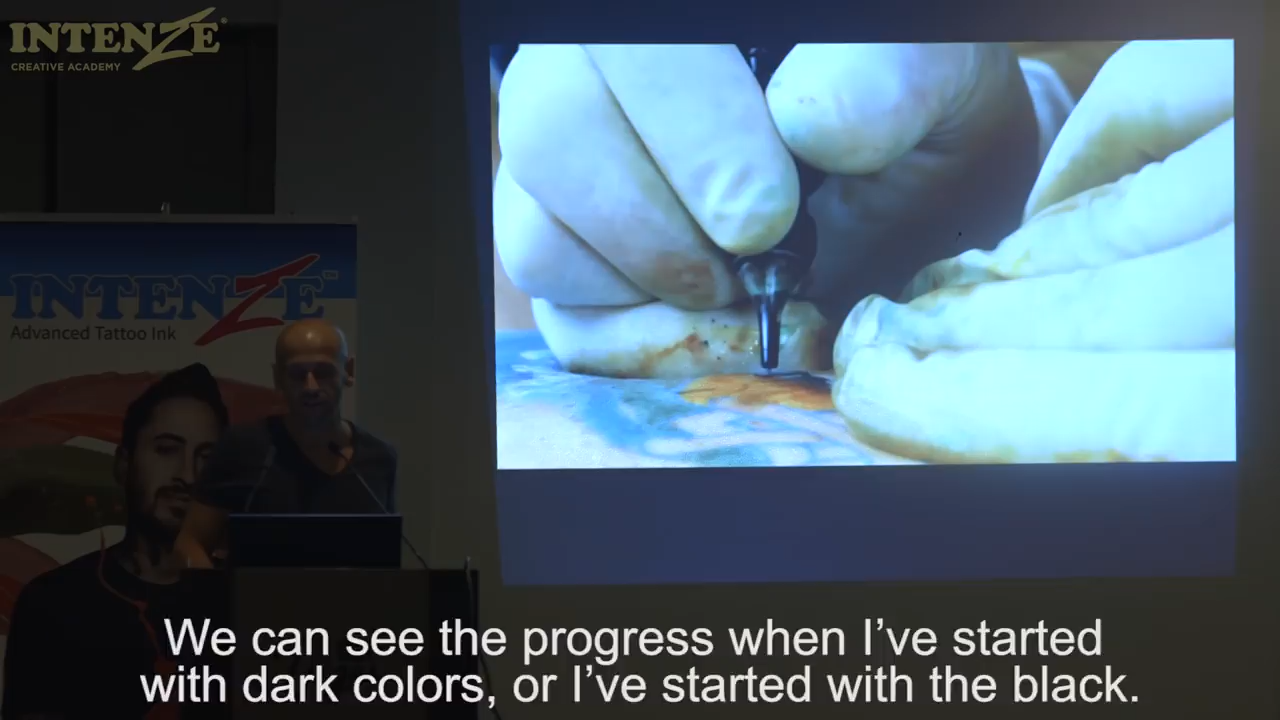 INTENZE
CREATIVE ACADEMY
INTENZE™
Advanced Tattoo Ink
We can see the progress when I’ve started
with dark colors, or I’ve started with the black.